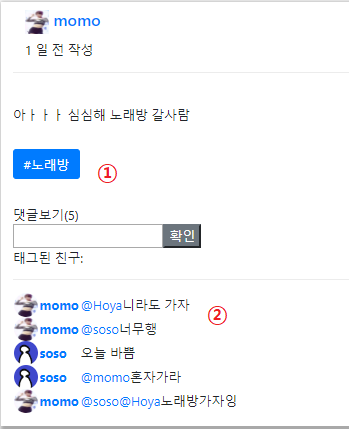 momo
1 일 전 작성
아ㅏㅏㅏ 심심해 노래방 갈사람
#노래방
①
댓글보기(5)
확인
태그된 친구:
momo @Hoya니라도 가자
②
momo @soso너무행
soso 오늘 바쁨
soso @momo혼자가라
momo @soso@Hoya노래방가자잉